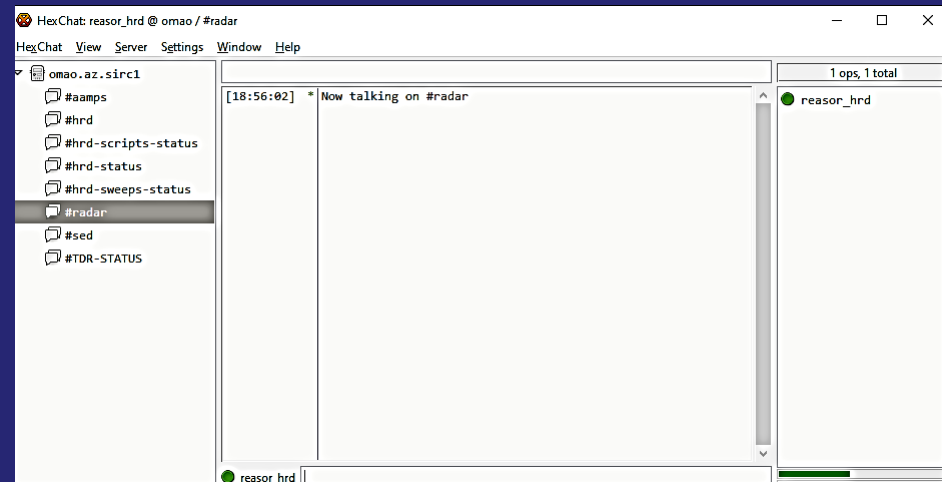 HexChat: reasor_hrd @ omao / #radar
HexChat View Server Settings Window Help
omao.az.sirc1
#aamps
#hrd
#hrd-scripts-status
#hrd-status
#hrd-sweeps-status
#radar
#sed
#TDR-STATUS
[18:56:02] * Now talking on #radar
reasor_hrd
1 ops, 1 total
reasor_hrd